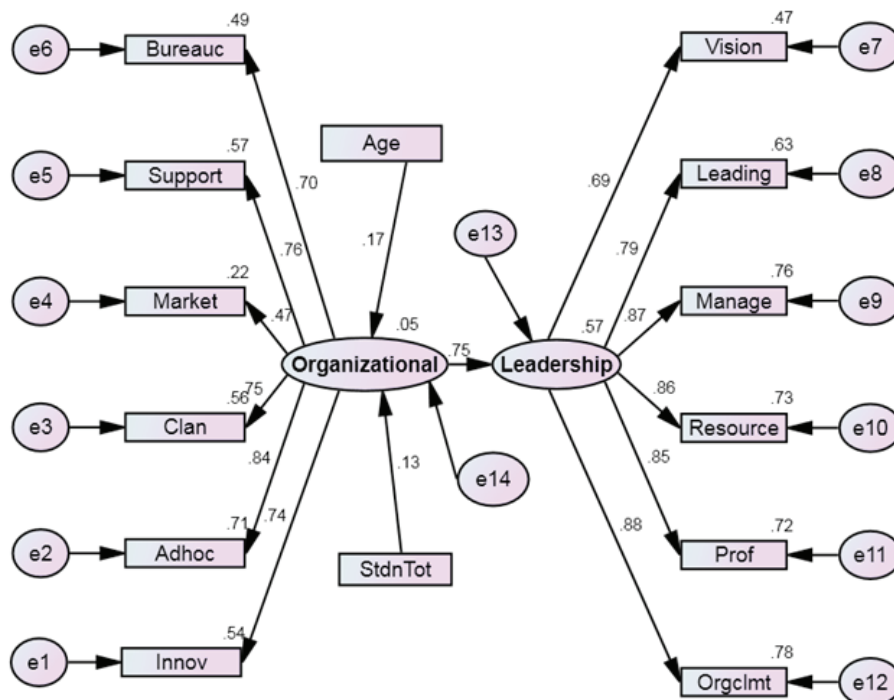 .49
.47
e6
Bureauc
Vision
e7
Age
.57
.63
e5
Support
.70
.69
Leading
e8
.17
e13
.76
.79
.22
.76
e4
Market
.47
.05
.57
.87
Manage
e9
Organizational
.75
Leadership
.56
.75
.86
.73
e3
Clan
Resource
e10
.84
.13
e14
.85
.71
.74
.88
.72
e2
Adhoc
StdnTot
Prof
e11
.54
e1
Innov
.78
Orgclmt
e12